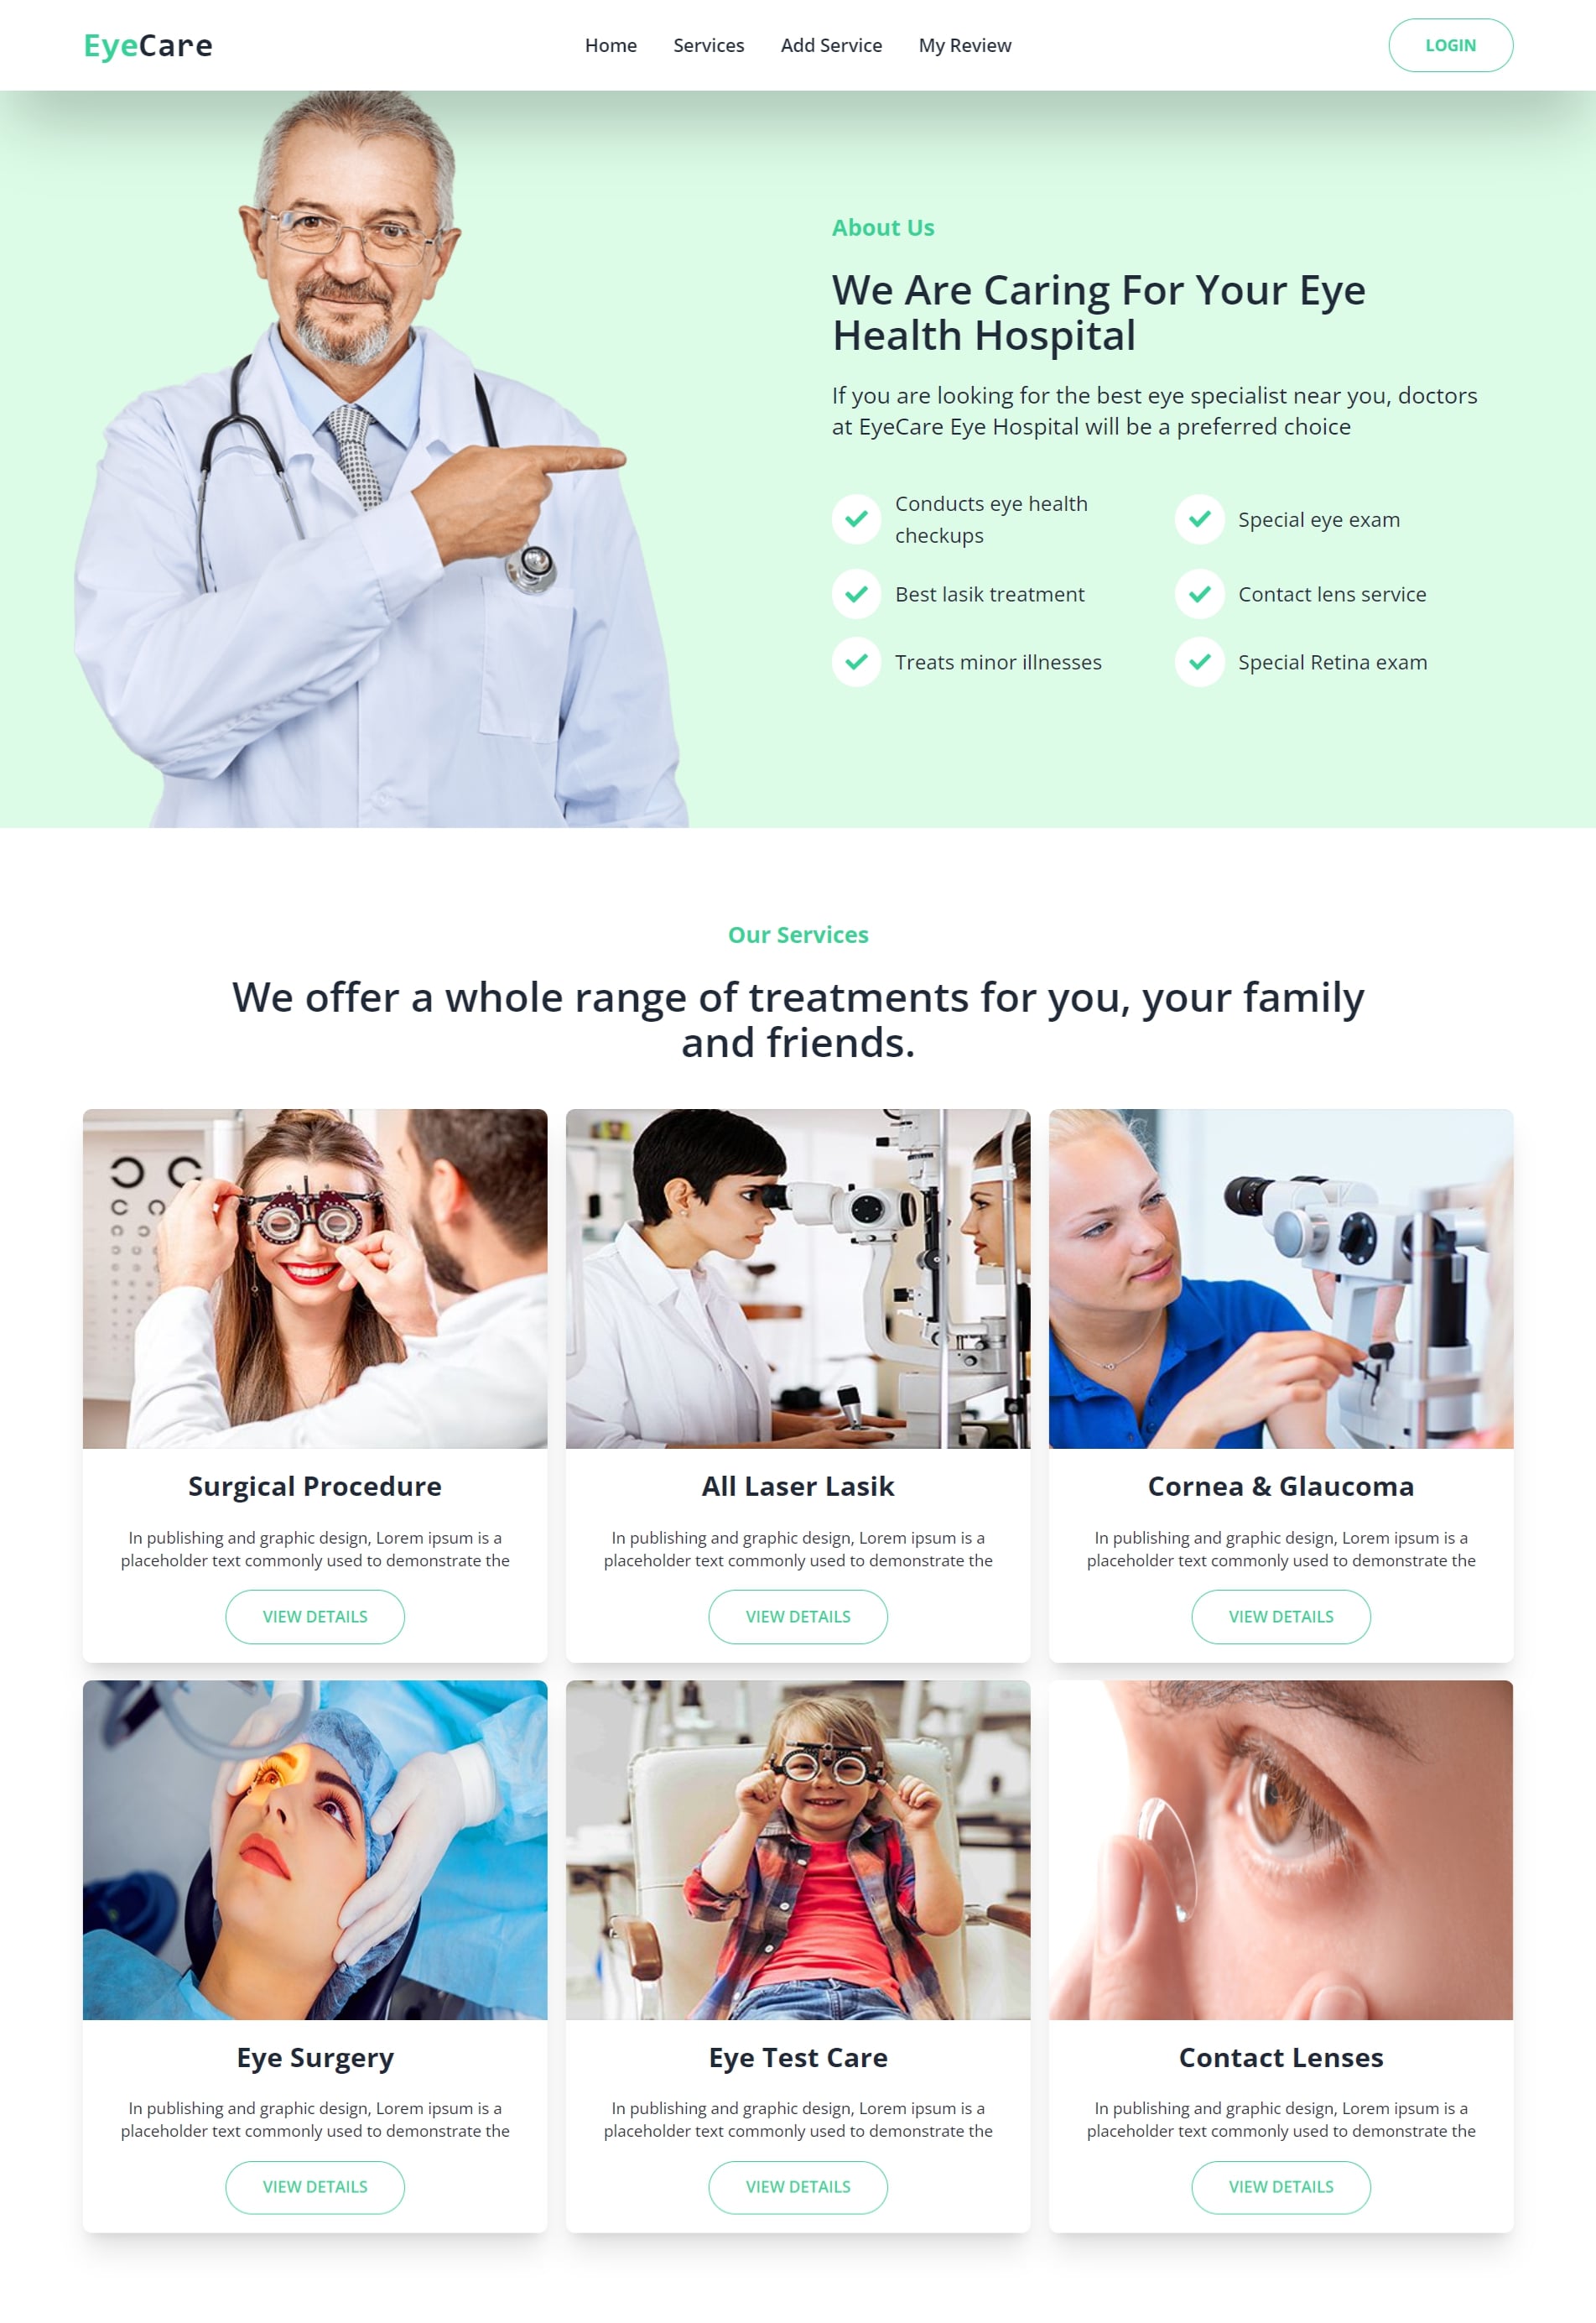 EyeCare
Home Services Add Service My Review
LOGIN
About Us
We Are Caring For Your Eye
Health Hospital
If you are looking for the best eye specialist near you, doctors
at EyeCare Eye Hospital will be a preferred choice
Conducts eye health
checkups
Special eye exam
Best lasik treatment
Contact lens service
Treats minor illnesses
Special Retina exam
Our Services
We offer a whole range of treatments for you, your family
and friends.
Surgical Procedure
In publishing and graphic design, Lorem ipsum is a
placeholder text commonly used to demonstrate the
VIEW DETAILS
All Laser Lasik
In publishing and graphic design, Lorem ipsum is a
placeholder text commonly used to demonstrate the
VIEW DETAILS
Cornea & Glaucoma
In publishing and graphic design, Lorem ipsum is a
placeholder text commonly used to demonstrate the
VIEW DETAILS
Eye Surgery
In publishing and graphic design, Lorem ipsum is a
placeholder text commonly used to demonstrate the
VIEW DETAILS
Eye Test Care
In publishing and graphic design, Lorem ipsum is a
placeholder text commonly used to demonstrate the
VIEW DETAILS
Contact Lenses
In publishing and graphic design, Lorem ipsum is a
placeholder text commonly used to demonstrate the
VIEW DETAILS